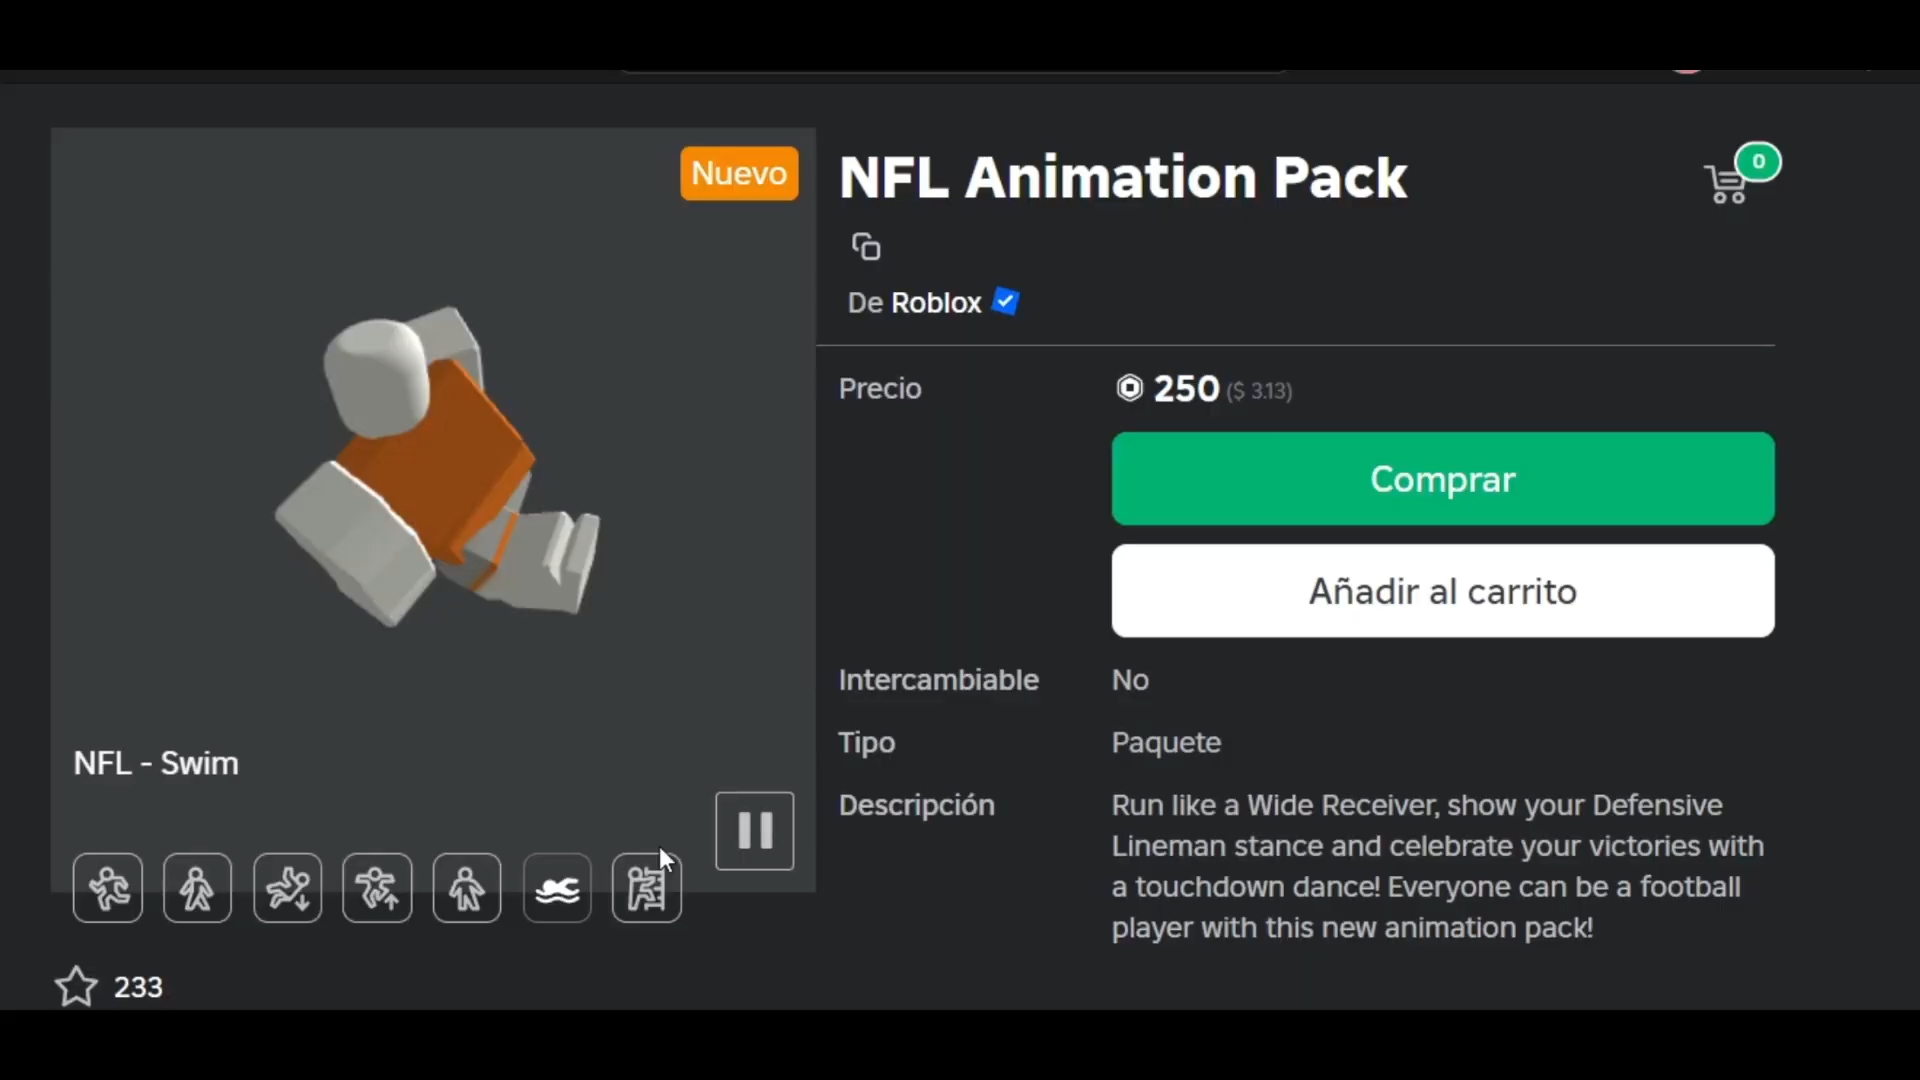 Nuevo
NFL Animation Pack
0
De Roblox
Precio
250 ($ 3.13)
Comprar
Añadir al carrito
Intercambiable No
Tipo Paquete
Descripción Run like a Wide Receiver, show your Defensive
Lineman stance and celebrate your victories with
a touchdown dance! Everyone can be a football
player with this new animation pack!
NFL - Swim
233